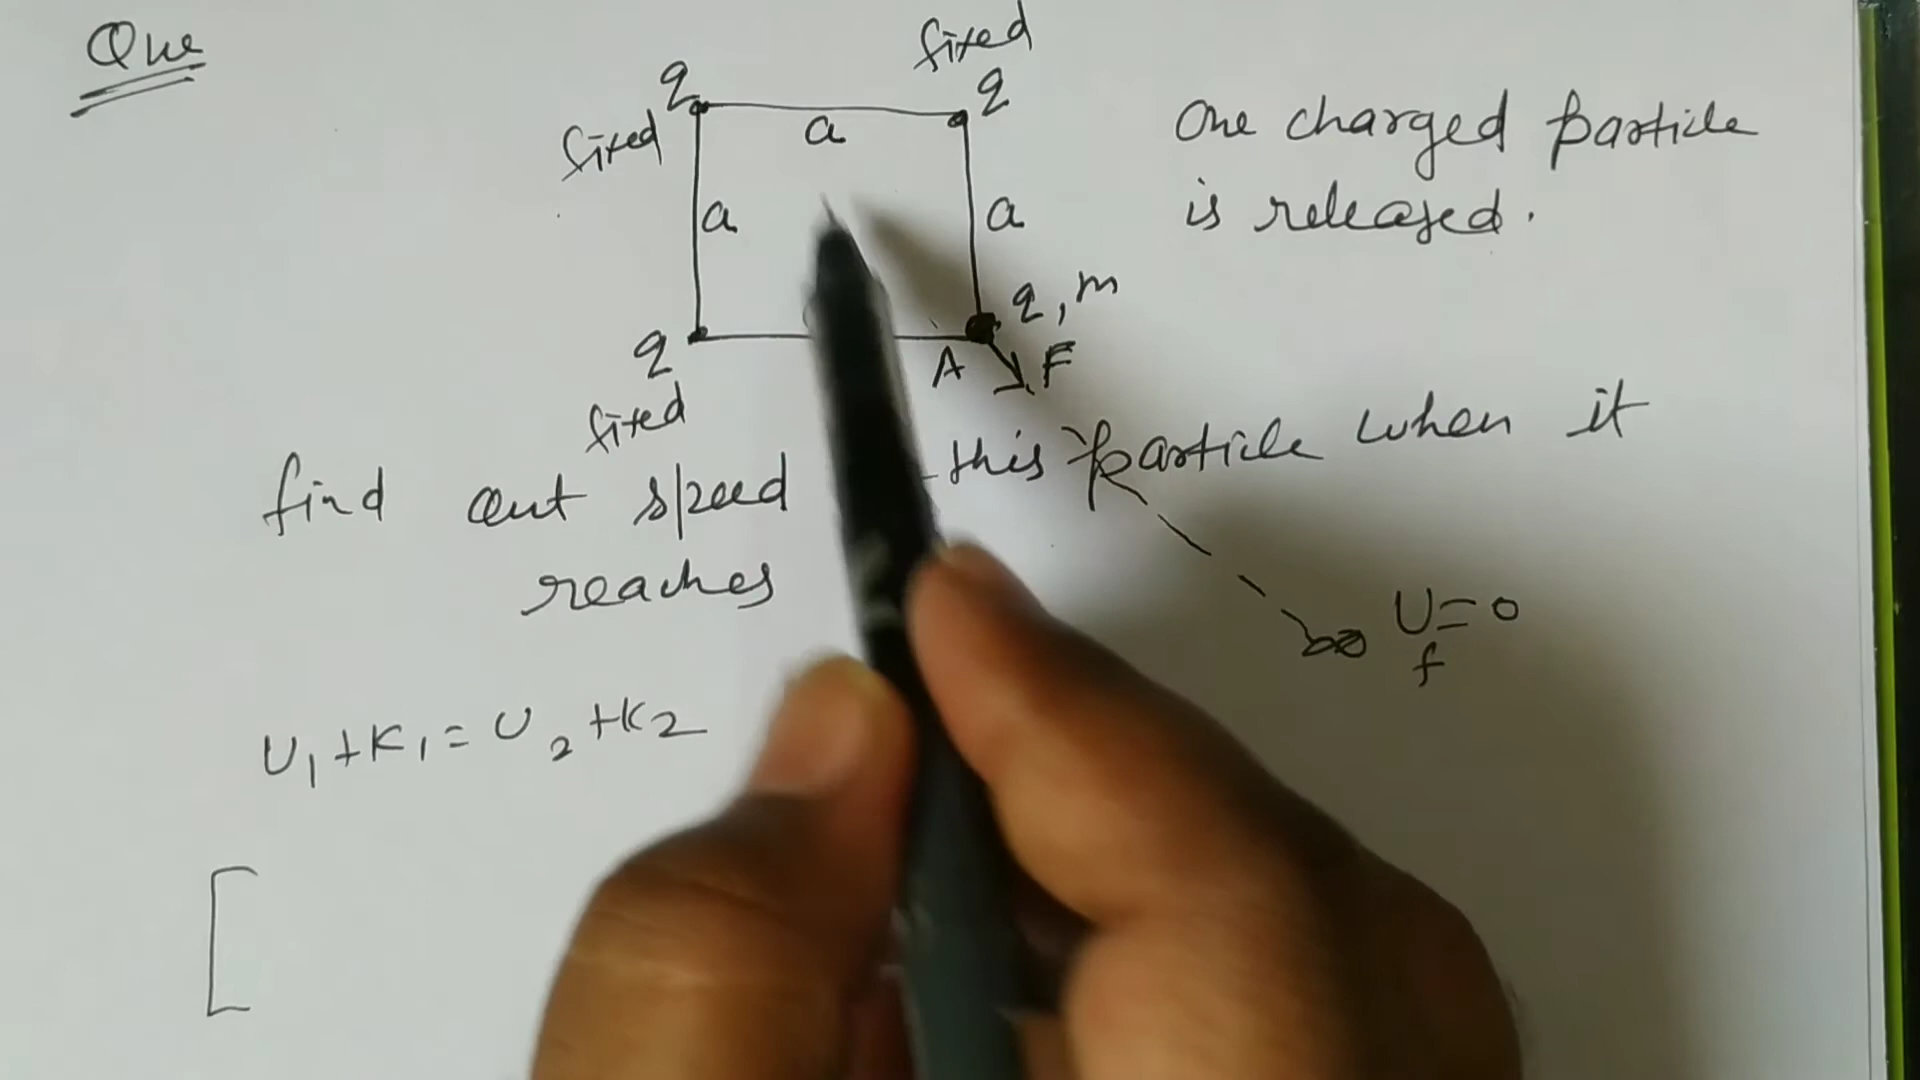 Que
fixed
q
q
a
fixed
One charged particle
is released.
a
a
q, m
q
A
F
fixed
find out speed this particle when it
reaches
∞ U=0
f
U1+K1=U2+K2
[